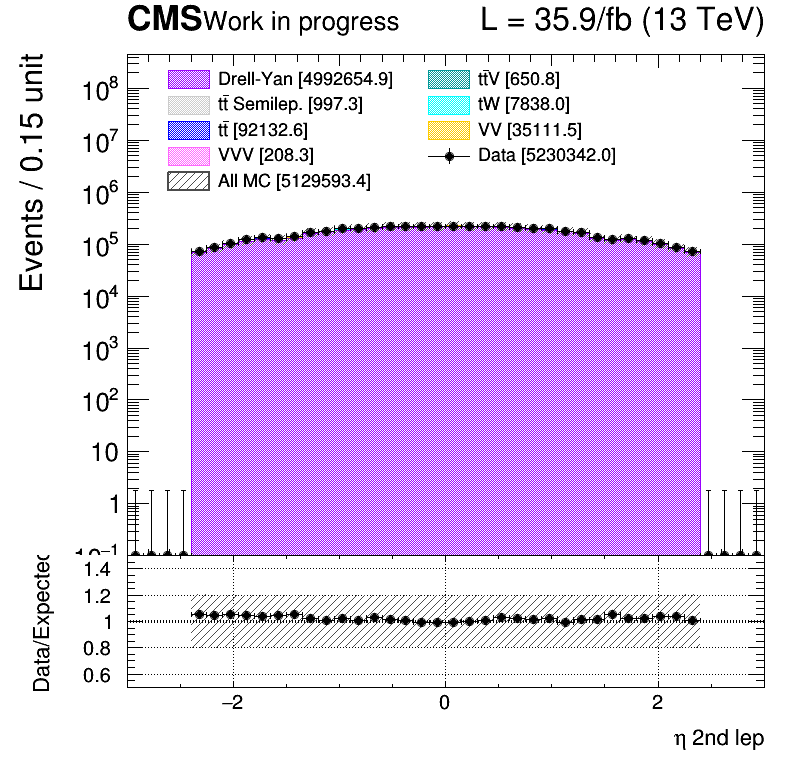 CMS Work in progress L = 35.9/fb (13 TeV)
Events / 0.15 unit
Drell-Yan [4992654.9]
tt̄ Semilep. [997.3]
tt̄ [92132.6]
VVV [208.3]
All MC [5129593.4]
tt̄V [650.8]
tW [7838.0]
VV [35111.5]
Data [5230342.0]
10⁸
10⁷
10⁶
10⁵
10⁴
10³
10²
10
1
Data/Expected
1.4
1.2
1
0.8
0.6
−2 0 2
η 2nd lep